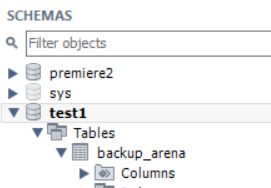 SCHEMAS
Filter objects
premiere2
sys
test1
Tables
backup_arena
Columns